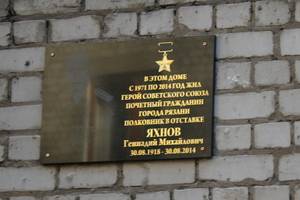 В ЭТОМ ДОМЕ
С 1971 ПО 2014 ГОД ЖИЛ
ГЕРОЙ СОВЕТСКОГО СОЮЗА
ПОЧЕТНЫЙ ГРАЖДАНИН
ГОРОДА РЯЗАНИ
ПОЛКОВНИК В ОТСТАВКЕ
ЯХНОВ
Геннадий Михайлович
30.08.1918 - 30.08.2014